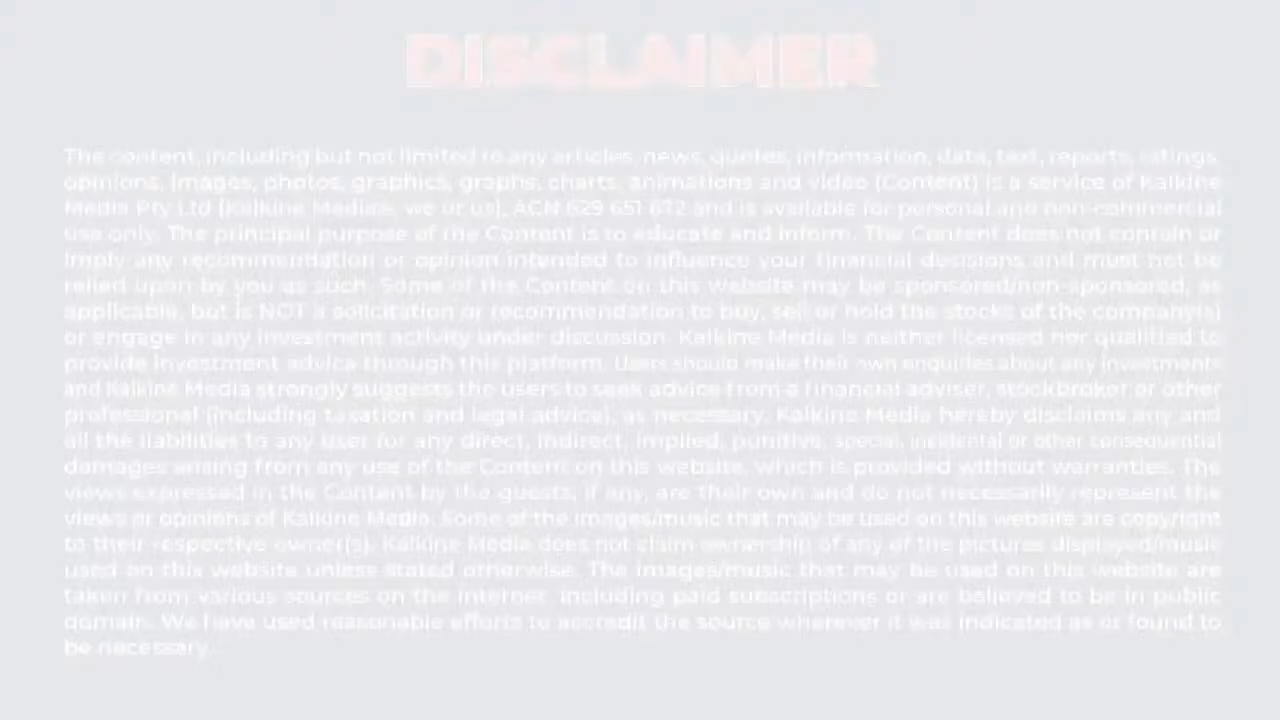 DISCLAIMER
The content, including but not limited to any articles, news, quotes, information, data, text, reports, ratings,
opinions, images, photos, graphics, graphs, charts, animations and video (Content) is a service of Kalkine
Media Pty Ltd (Kalkine Media, we or us), ACN 629 651 672 and is available for personal and non-commercial
use only. The principal purpose of the Content is to educate and inform. The Content does not contain or
imply any recommendation or opinion intended to influence your financial decisions and must not be
relied upon by you as such. Some of the Content on this website may be sponsored/non-sponsored, as
applicable, but is NOT a solicitation or recommendation to buy, sell or hold the stocks of the company(s)
or engage in any investment activity under discussion. Kalkine Media is neither licensed nor qualified to
provide investment advice through this platform. Users should make their own enquiries about any investments
and Kalkine Media strongly suggests the users to seek advice from a financial adviser, stockbroker or other
professional (including taxation and legal advice), as necessary. Kalkine Media hereby disclaims any and
all the liabilities to any user for any direct, indirect, implied, punitive, special, incidental or other consequential
damages arising from any use of the Content on this website, which is provided without warranties. The
views expressed in the Content by the guests, if any, are their own and do not necessarily represent the
views or opinions of Kalkine Media. Some of the images/music that may be used on this website are copyright
to their respective owner(s). Kalkine Media does not claim ownership of any of the pictures displayed/music
used on this website unless stated otherwise. The images/music that may be used on this website are
taken from various sources on the internet, including paid subscriptions or are believed to be in public
domain. We have used reasonable efforts to accredit the source wherever it was indicated as or found to
be necessary.